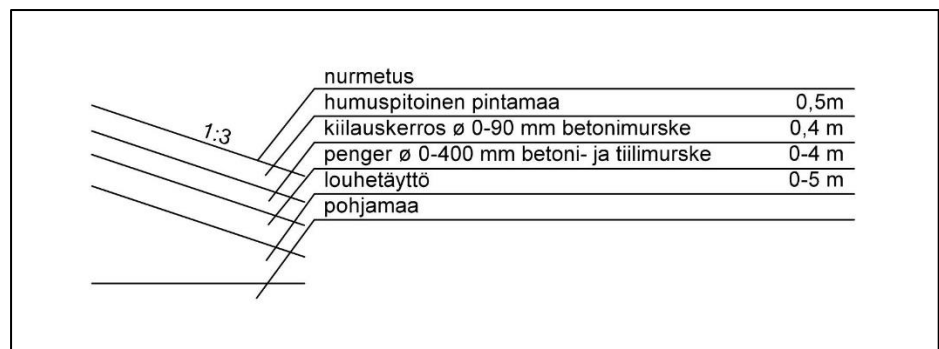 nurmetus
humuspitoinen pintamaa 0,5m
1:3
kiilauskerros ø 0-90 mm betonimurske 0,4 m
penger ø 0-400 mm betoni- ja tiilimurske 0-4 m
louhetäyttö 0-5 m
pohjamaa